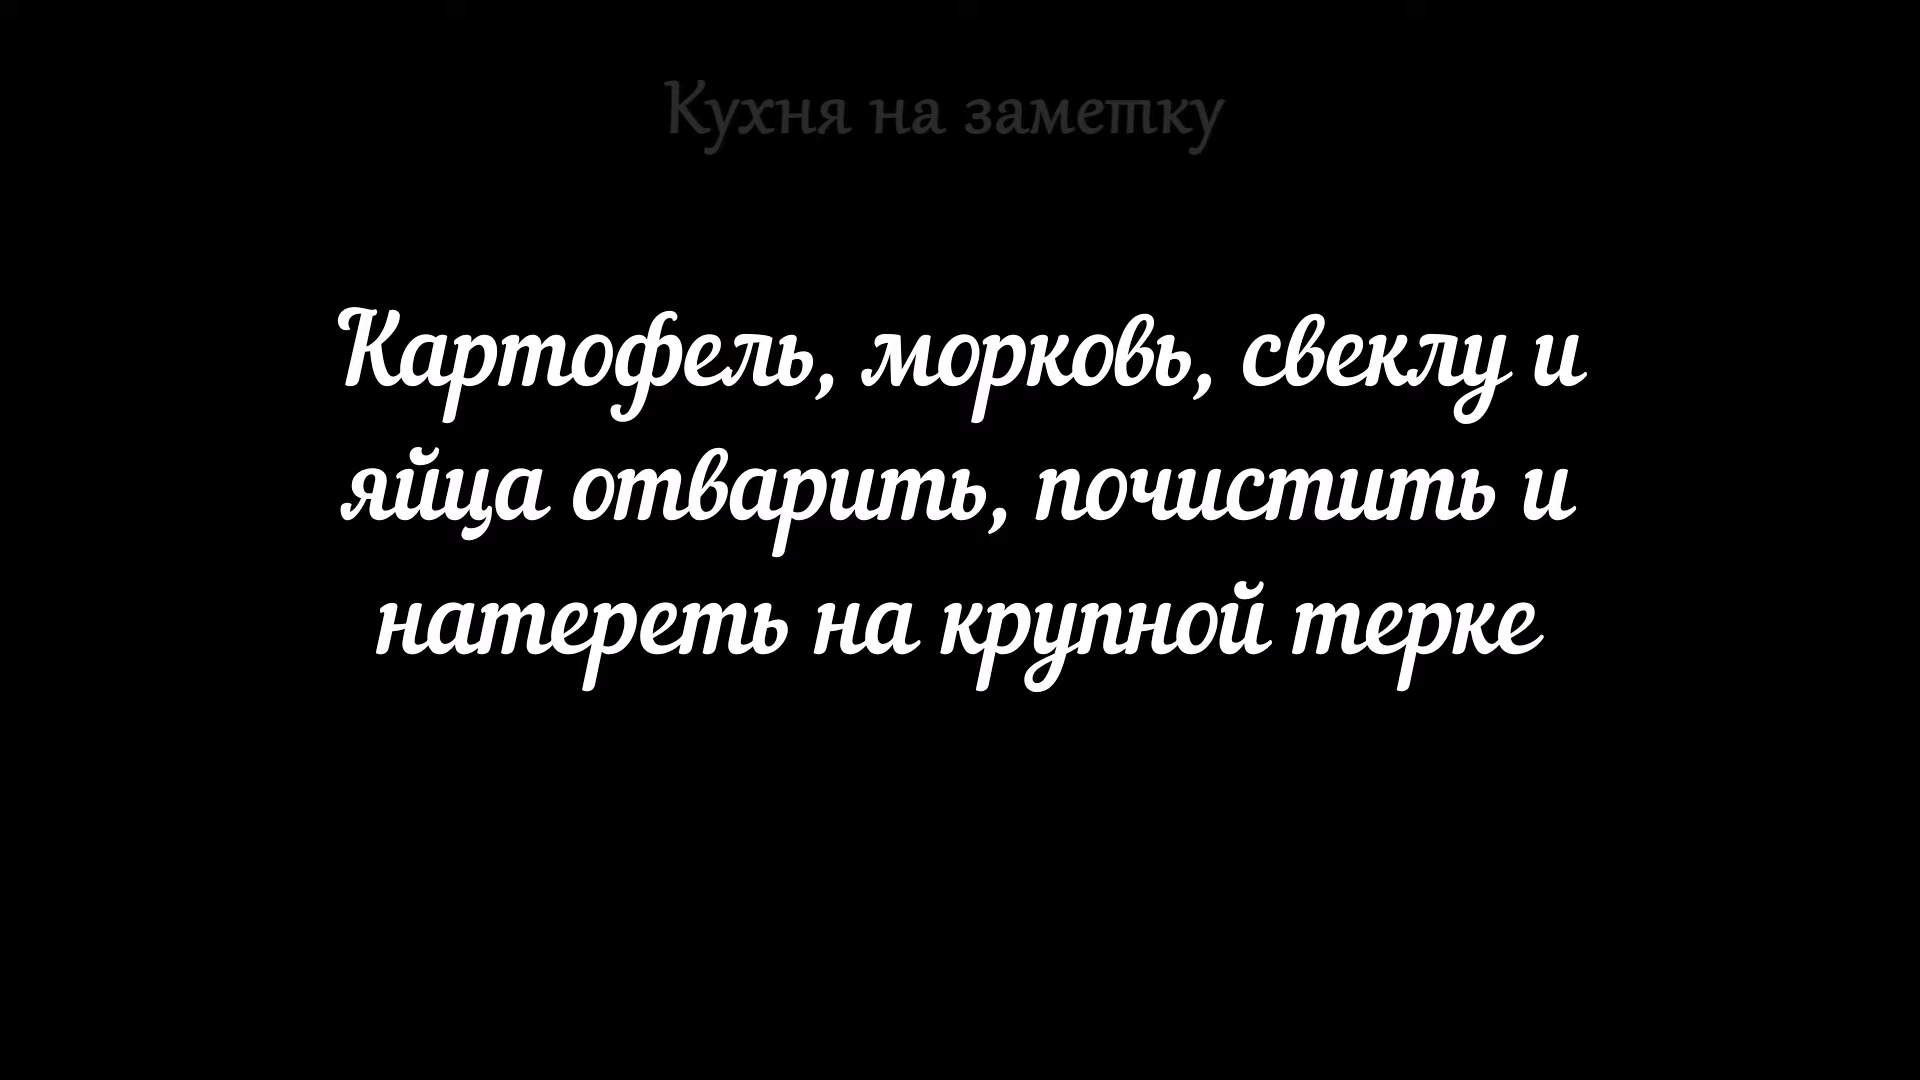 Кухня на заметку
Картофель, морковь, свеклу и
яйца отварить, почистить и
натереть на крупной терке